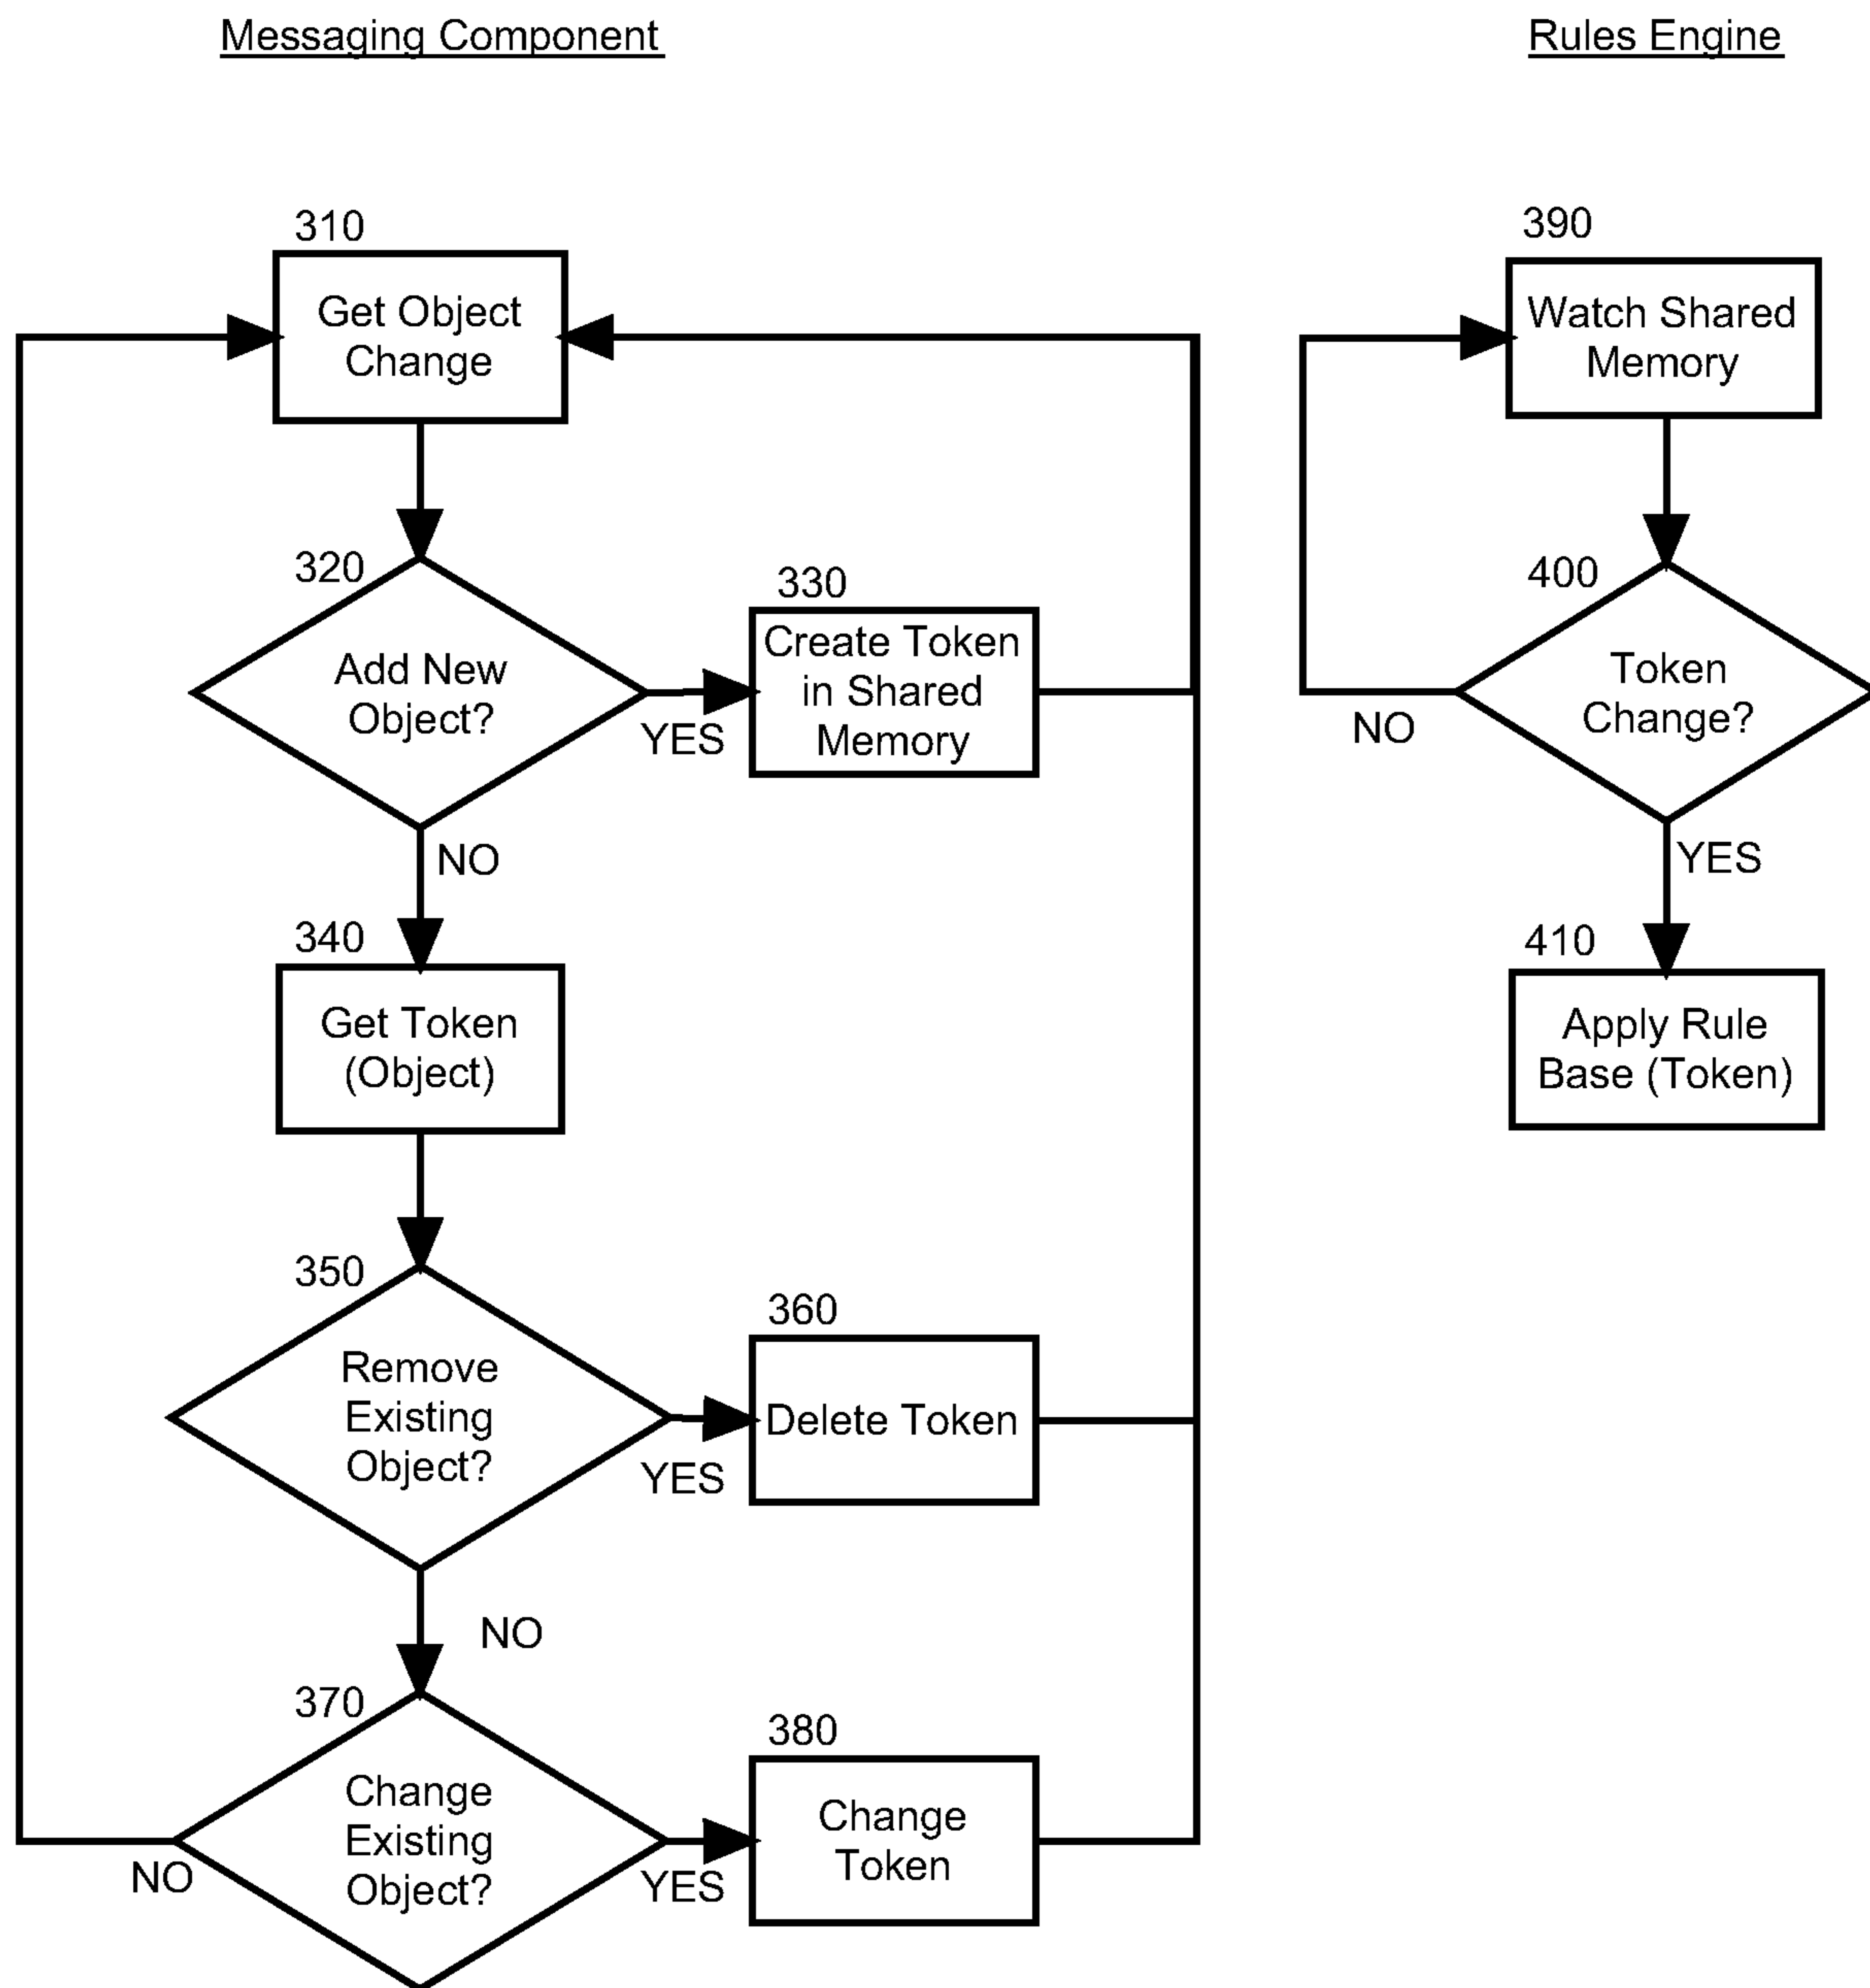 Messaging Component
Rules Engine
310
Get Object
Change
320
Add New
Object?
YES
NO
330
Create Token
in Shared
Memory
340
Get Token
(Object)
350
Remove
Existing
Object?
YES
NO
360
Delete Token
370
Change
Existing
Object?
NO
YES
380
Change
Token
390
Watch Shared
Memory
400
Token
Change?
NO
YES
410
Apply Rule
Base (Token)